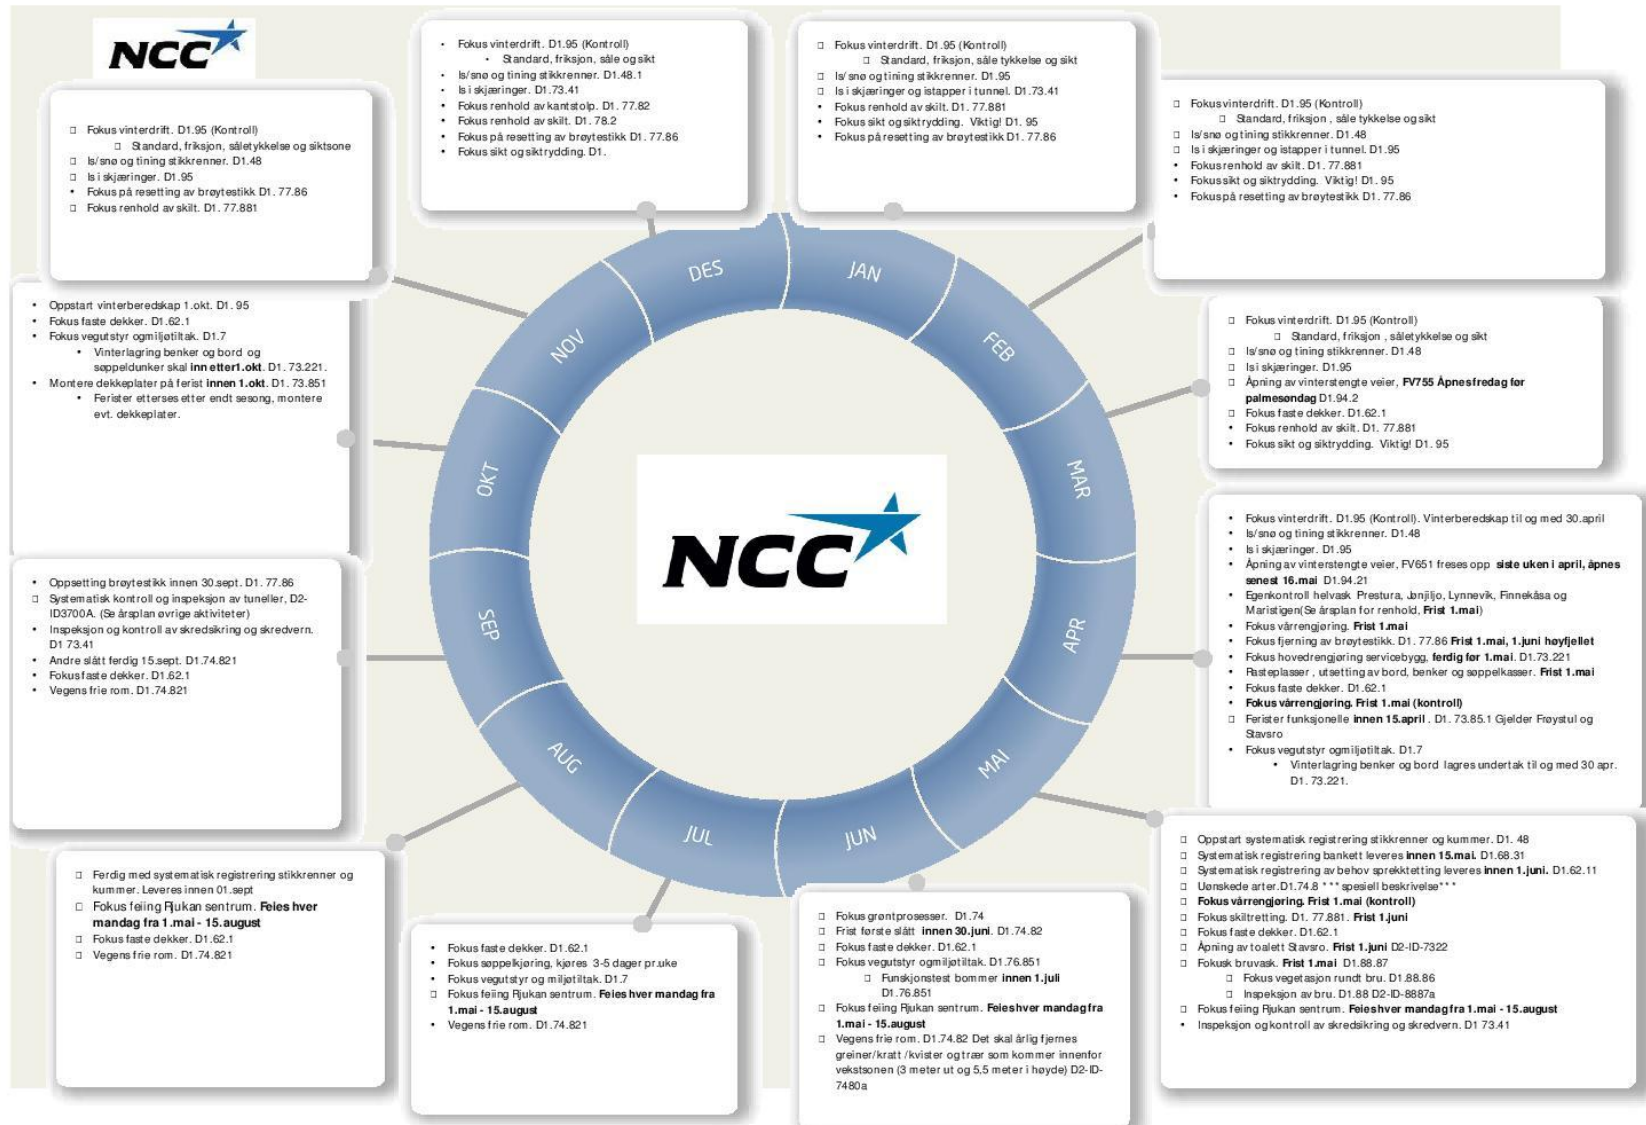 NCC
Fokus vinterdrift. D1.95 (Kontroll)
Standard, friksjon, såletykkelse og siktsone
Is/snø og tining stikkrenner. D1.48
Is i skjæringer. D1.95
Fokus på resetting av brøytestikk D1. 77.86
Fokus renhold av skilt. D1. 77.881
Fokus vinterdrift. D1.95 (Kontroll)
Standard, friksjon, såle og sikt
Is/snø og tining stikkrenner. D1.48.1
Is i skjæringer. D1.73.41
Fokus renhold av kantstolp. D1. 77.82
Fokus renhold av skilt. D1. 78.2
Fokus på resetting av brøytestikk D1. 77.86
Fokus sikt og siktrydding. D1.
Fokus vinterdrift. D1.95 (Kontroll)
Standard, friksjon, såle tykkelse og sikt
Is/snø og tining stikkrenner. D1.95
Is i skjæringer og istapper i tunnel. D1.73.41
Fokus renhold av skilt. D1. 77.881
Fokus sikt og siktrydding. Viktig! D1. 95
Fokus på resetting av brøytestikk D1. 77.86
Fokus vinterdrift. D1.95 (Kontroll)
Standard, friksjon , såle tykkelse og sikt
Is/snø og tining stikkrenner. D1.48
Is i skjæringer og istapper i tunnel. D1.95
Fokus renhold av skilt. D1. 77.881
Fokus sikt og siktrydding. Viktig! D1. 95
Fokus på resetting av brøytestikk D1. 77.86
Fokus vinterdrift. D1.95 (Kontroll)
Standard, friksjon , såletykkelse og sikt
Is/snø og tining stikkrenner. D1.48
Is i skjæringer. D1.95
Åpning av vinterstengte veier, FV755 Åpnes fredag før
palmesøndag D1.94.2
Fokus faste dekker. D1.62.1
Fokus renhold av skilt. D1. 77.881
Fokus sikt og siktrydding. Viktig! D1. 95
Fokus vinterdrift. D1.95 (Kontroll). Vinterberedskap til og med 30.april
Is/snø og tining stikkrenner. D1.48
Is i skjæringer. D1.95
Åpning av vinterstengte veier, FV651 freses opp siste uken i april, åpnes
senest 16.mai D1.94.21
Egenkontroll helvask Prestura, Jønjiljo, Lynnevik, Finnekåsa og
Maristigen(Se årsplan for renhold, Frist 1.mai)
Fokus vårrengjøring. Frist 1.mai
Fokus fjerning av brøytestikk. D1. 77.86 Frist 1.mai, 1.juni høyfjellet
Fokus hovedrengjøring servicebygg, ferdig før 1.mai. D1.73.221
Rasteplasser , utsetting av bord, benker og søppelkasser. Frist 1.mai
Fokus faste dekker. D1.62.1
Fokus vårrengjøring. Frist 1.mai (kontroll)
Ferister funksjonelle innen 15.april . D1. 73.85.1 Gjelder Frøystul og
Stavsro
Fokus vegutstyr ogmiljøtiltak. D1.7
Vinterlagring benker og bord lagres undertak til og med 30 apr.
D1. 73.221.
Oppstart systematisk registrering stikkrenner og kummer. D1. 48
Systematisk registrering bankett leveres innen 15.mai. D1.68.31
Systematisk registrering av behov sprekktetting leveres innen 1.juni. D1.62.11
Uønskede arter.D1.74.8 ***spesiell beskrivelse***
Fokus vårrengjøring. Frist 1.mai (kontroll)
Fokus skiltretting. D1. 77.881. Frist 1.juni
Fokus faste dekker. D1.62.1
Åpning av toalett Stavsro. Frist 1.juni D2-ID-7322
Fokusk bruvask. Frist 1.mai D1.88.87
Fokus vegetasjon rundt bru. D1.88.86
Inspeksjon av bru. D1.88 D2-ID-8887a
Fokus feiing Rjukan sentrum. Feies hver mandag fra 1.mai - 15.august
Inspeksjon og kontroll av skredsikring og skredvern. D1 73.41
Fokus grøntprosesser. D1.74
Frist første slått innen 30.juni. D1.74.82
Fokus faste dekker. D1.62.1
Fokus vegutstyr ogmiljøtiltak. D1.76.851
Funskjonstest bommer innen 1.juli
D1.76.851
Fokus feiing Rjukan sentrum. Feies hver mandag fra
1.mai - 15.august
Vegens frie rom. D1.74.82 Det skal årlig fjernes
greiner/kratt /kvister og trær som kommer innenfor
vekstsonen (3 meter ut og 5,5 meter i høyde) D2-ID-
7480a
Fokus faste dekker. D1.62.1
Fokus søppelkjøring, kjøres 3-5 dager pr.uke
Fokus vegutstyr og miljøtiltak. D1.7
Fokus feiing Rjukan sentrum. Feies hver mandag fra
1.mai - 15.august
Vegens frie rom. D1.74.821
Ferdig med systematisk registrering stikkrenner og
kummer. Leveres innen 01.sept
Fokus feiing Rjukan sentrum. Feies hver
mandag fra 1.mai - 15.august
Fokus faste dekker. D1.62.1
Vegens frie rom. D1.74.821
Oppsetting brøytestikk innen 30.sept. D1. 77.86
Systematisk kontroll og inspeksjon av tuneller, D2-
ID3700A. (Se årsplan øvrige aktiviteter)
Inspeksjon og kontroll av skredsikring og skredvern.
D1 73.41
Andre slått ferdig 15.sept. D1.74.821
Fokus faste dekker. D1.62.1
Vegens frie rom. D1.74.821
Oppstart vinterberedskap 1.okt. D1. 95
Fokus faste dekker. D1.62.1
Fokus vegutstyr ogmiljøtiltak. D1.7
Vinterlagring benker og bord og
søppeldunker skal inn etter1.okt. D1. 73.221.
Montere dekkeplater på ferist innen 1.okt. D1. 73.851
Ferister etterses etter endt sesong, montere
evt. dekkeplater.
JAN
FEB
MAR
APR
MAI
JUN
JUL
AUG
SEP
OKT
NOV
DES
NCC